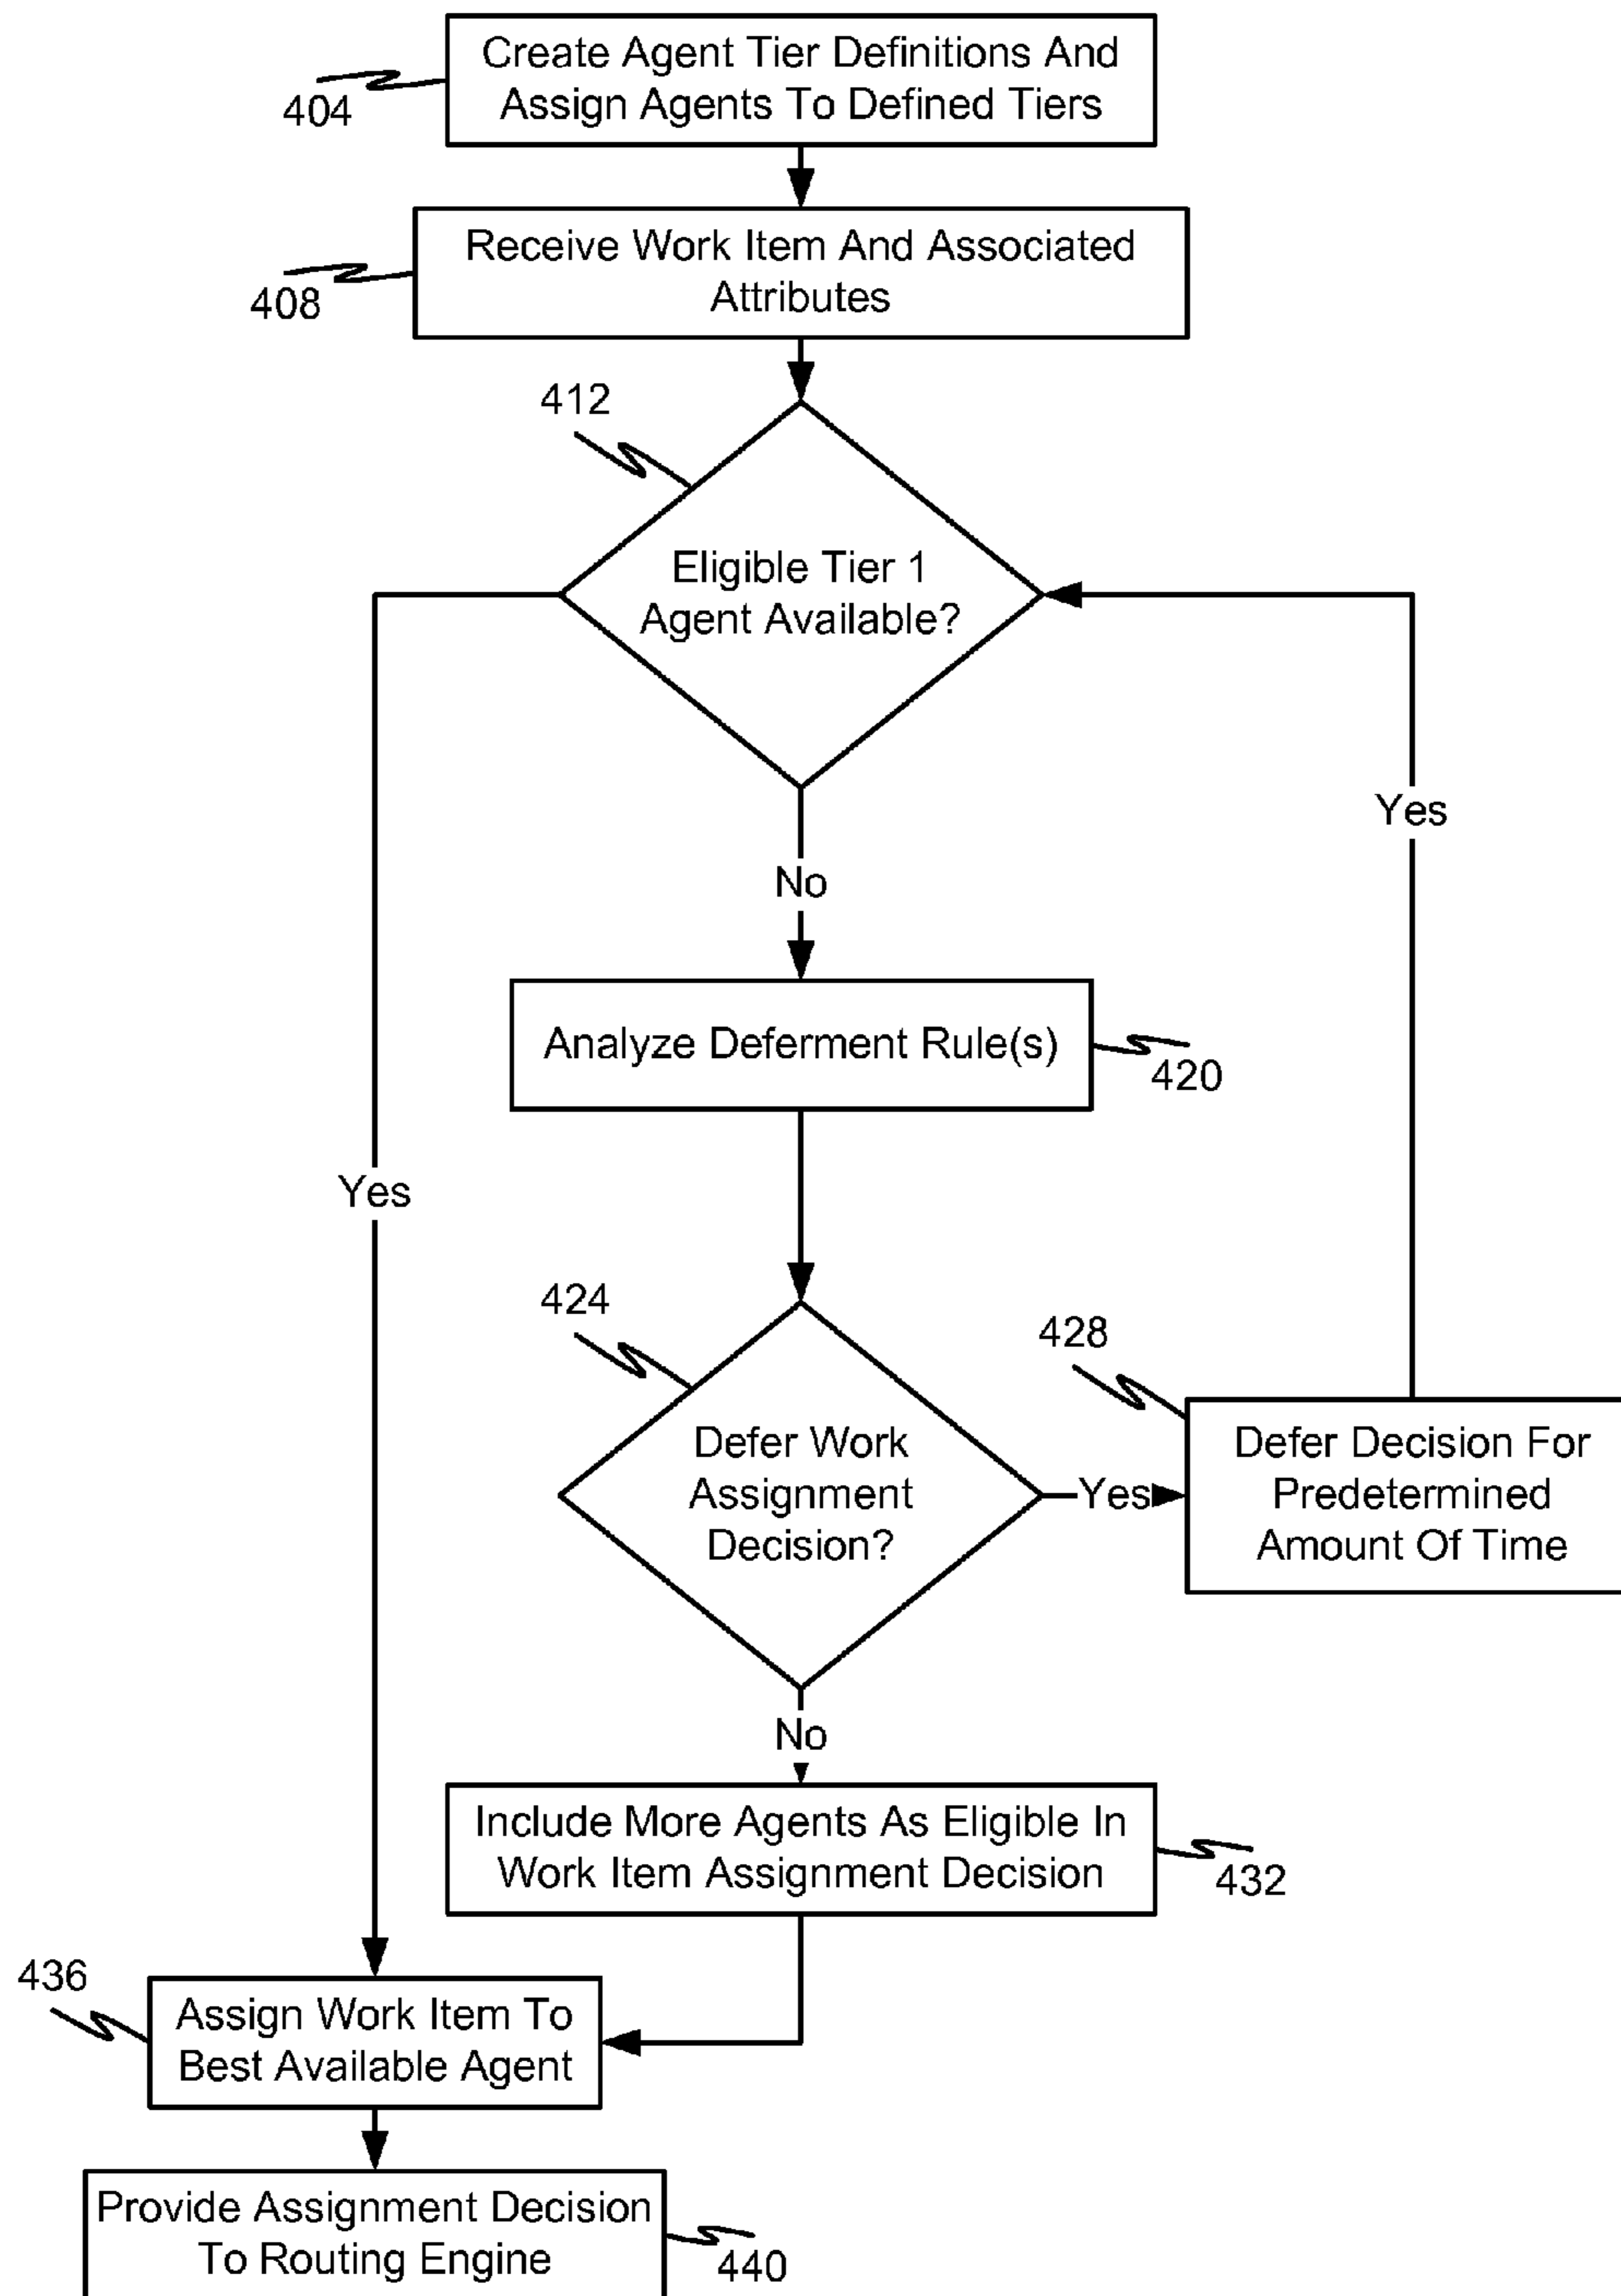 Create Agent Tier Definitions And
Assign Agents To Defined Tiers
404
Receive Work Item And Associated
Attributes
408
412
Eligible Tier 1
Agent Available?
Yes
No
Analyze Deferment Rule(s)
420
Yes
424
428
Defer Work
Assignment
Decision?
Yes
Defer Decision For
Predetermined
Amount Of Time
No
Include More Agents As Eligible In
Work Item Assignment Decision
432
436
Assign Work Item To
Best Available Agent
Provide Assignment Decision
To Routing Engine
440